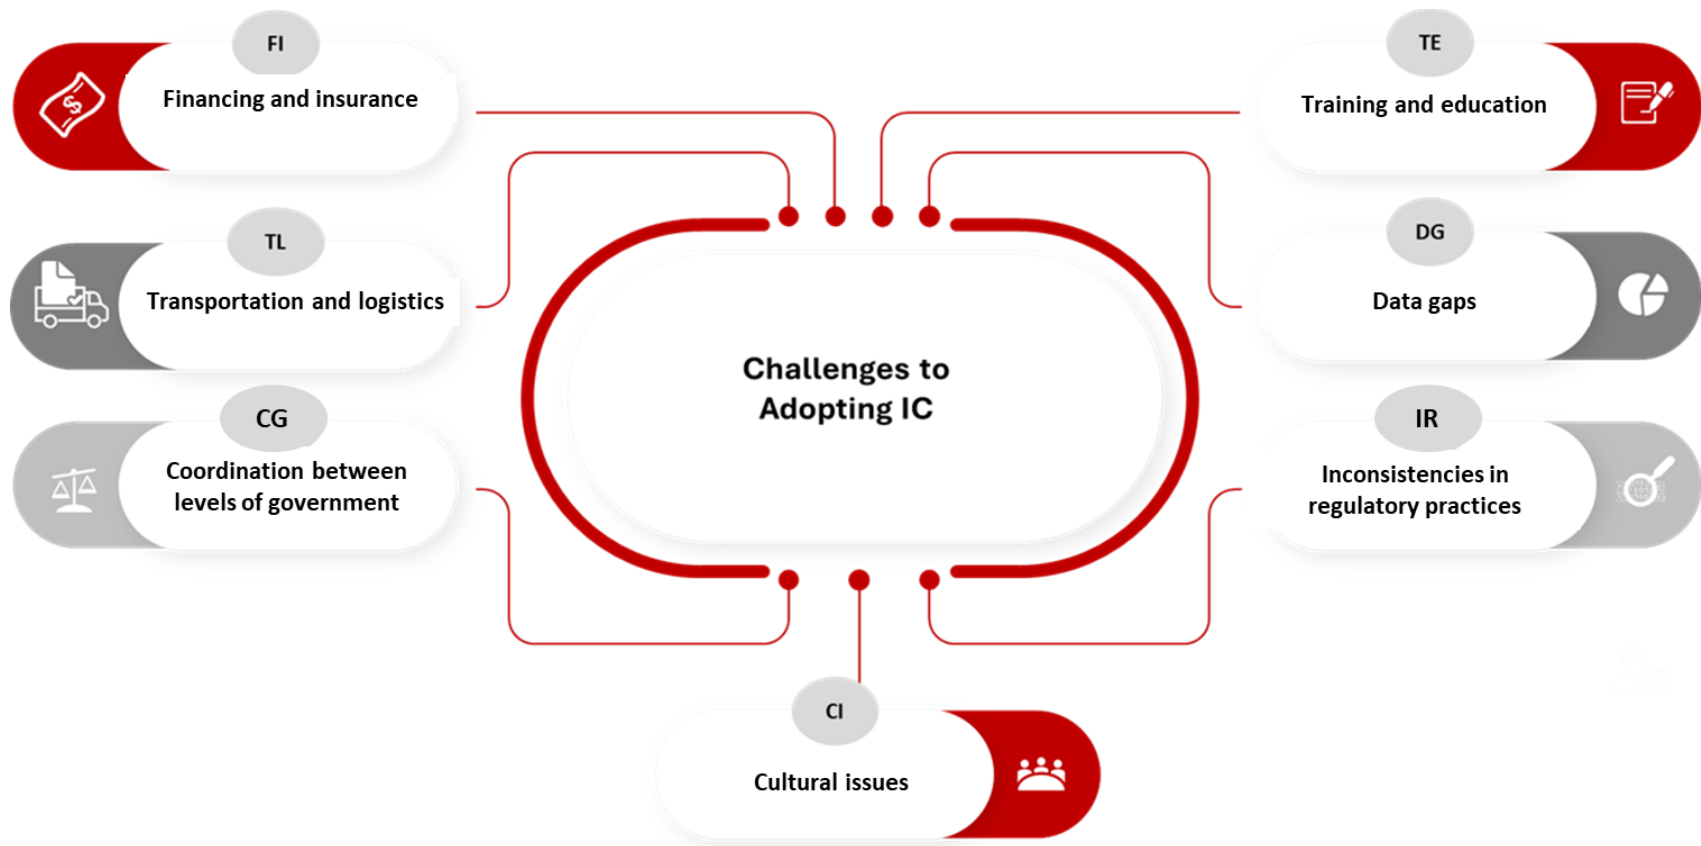 FI
Financing and insurance
TL
Transportation and logistics
CG
Coordination between
levels of government
Challenges to
Adopting IC
TE
Training and education
DG
Data gaps
IR
Inconsistencies in
regulatory practices
CI
Cultural issues